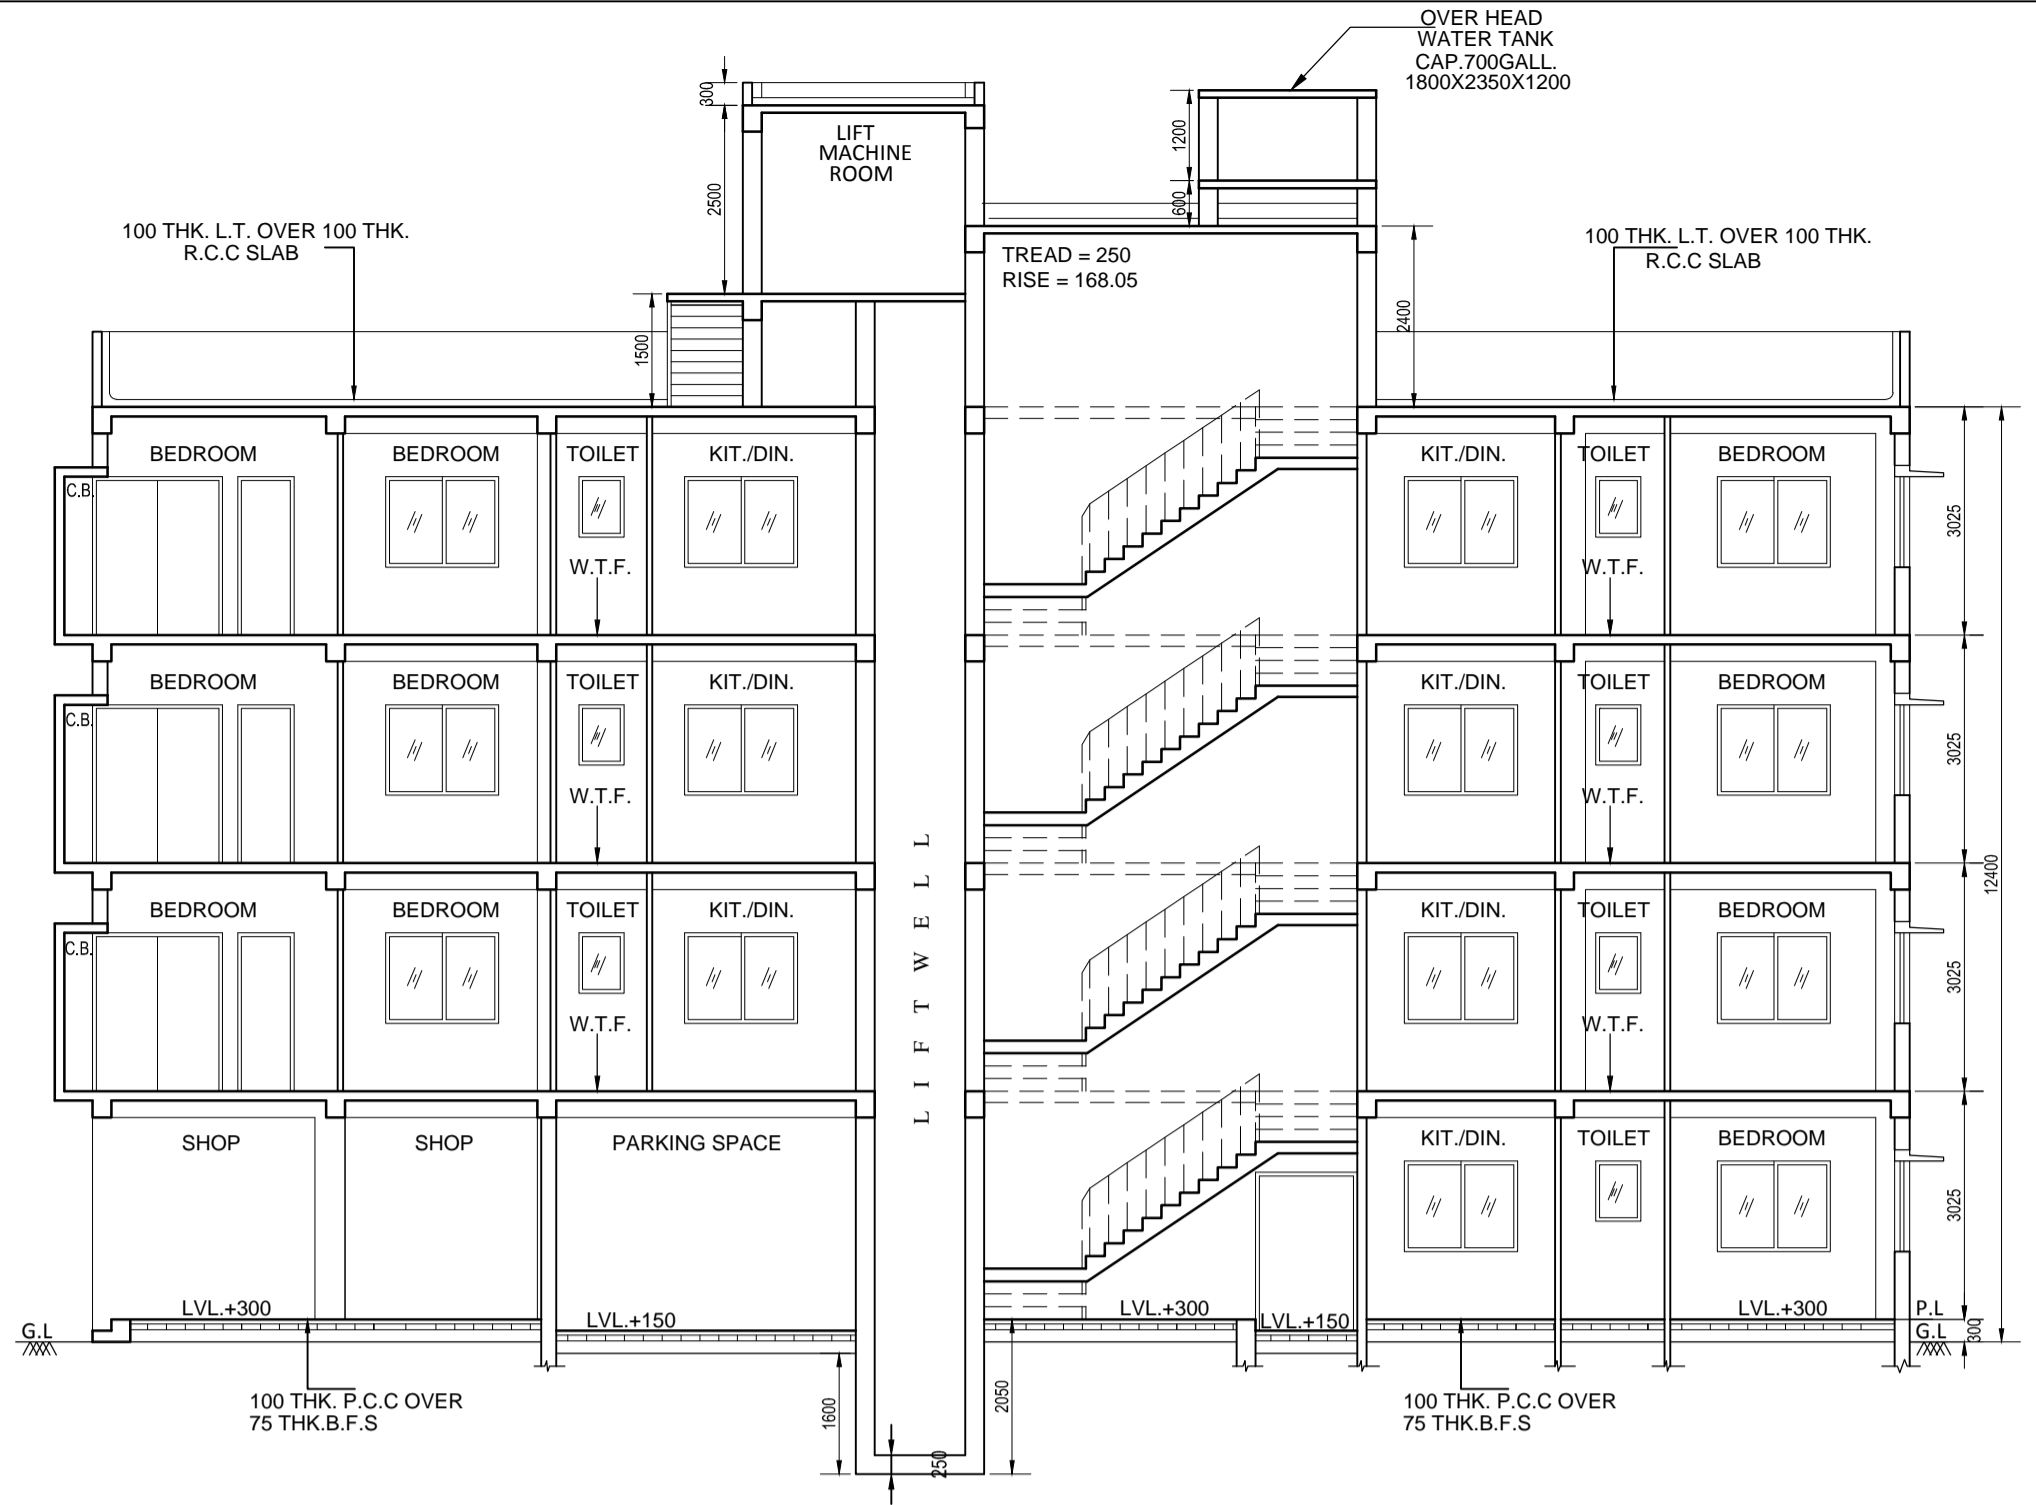 OVER HEAD
WATER TANK
CAP.700GALL.
1800X2350X1200
300
LIFT
MACHINE
ROOM
1200
2500
600
100 THK. L.T. OVER 100 THK.
R.C.C SLAB
TREAD = 250
RISE = 168.05
100 THK. L.T. OVER 100 THK.
R.C.C SLAB
1500
2400
BEDROOM BEDROOM TOILET KIT./DIN. KIT./DIN. TOILET BEDROOM
C.B.
3025
W.T.F. W.T.F.
BEDROOM BEDROOM TOILET KIT./DIN. KIT./DIN. TOILET BEDROOM
C.B.
3025
W.T.F. W.T.F.
12400
LIFT WELL
BEDROOM BEDROOM TOILET KIT./DIN. KIT./DIN. TOILET BEDROOM
C.B.
3025
W.T.F. W.T.F.
SHOP SHOP PARKING SPACE KIT./DIN. TOILET BEDROOM
3025
LVL.+300 LVL.+150 LVL.+300 LVL.+150 LVL.+300 P.L
G.L G.L
300
100 THK. P.C.C OVER
75 THK.B.F.S
1600
2050
100 THK. P.C.C OVER
75 THK.B.F.S
250